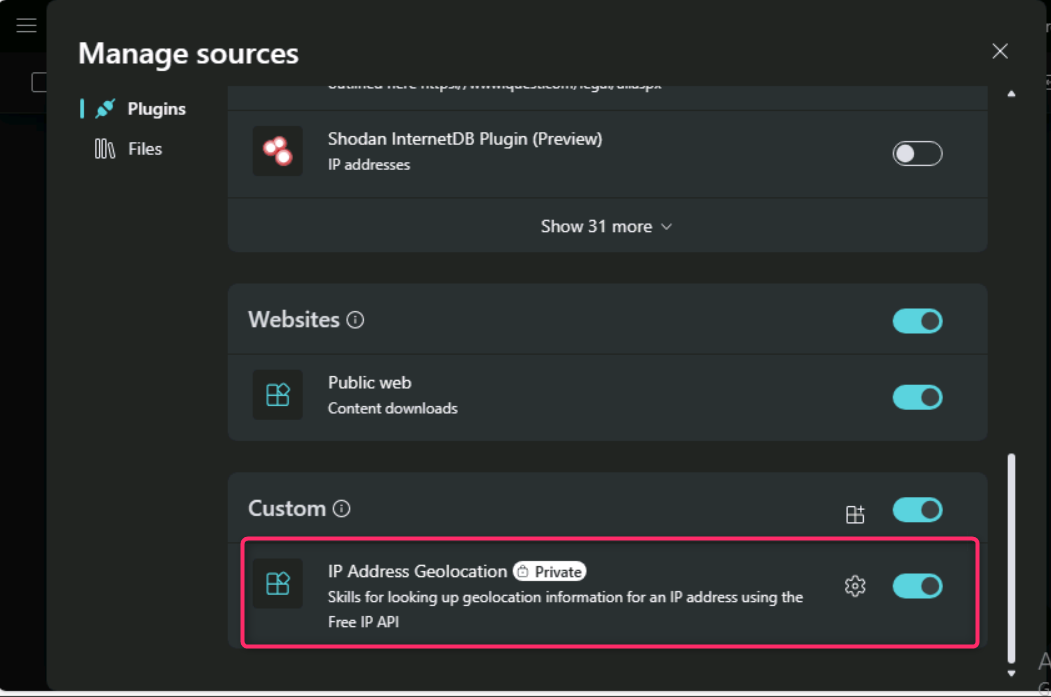 Manage sources
Plugins
Files
Shodan InternetDB Plugin (Preview)
IP addresses
Show 31 more
Websites
Public web
Content downloads
Custom
IP Address Geolocation Private
Skills for looking up geolocation information for an IP address using the
Free IP API